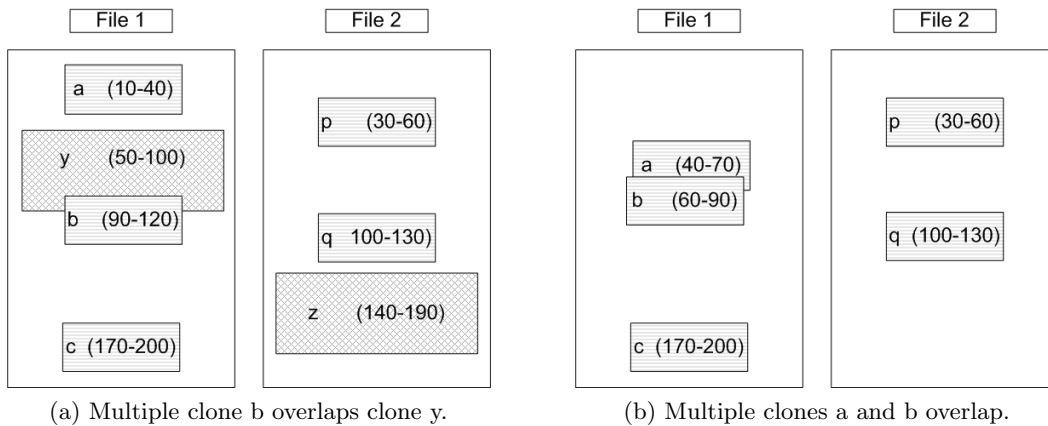 File 1
File 2
a (10-40)
y (50-100)
b (90-120)
c (170-200)
p (30-60)
q 100-130)
z (140-190)
(a) Multiple clone b overlaps clone y.
File 1
File 2
a (40-70)
b (60-90)
c (170-200)
p (30-60)
q (100-130)
(b) Multiple clones a and b overlap.